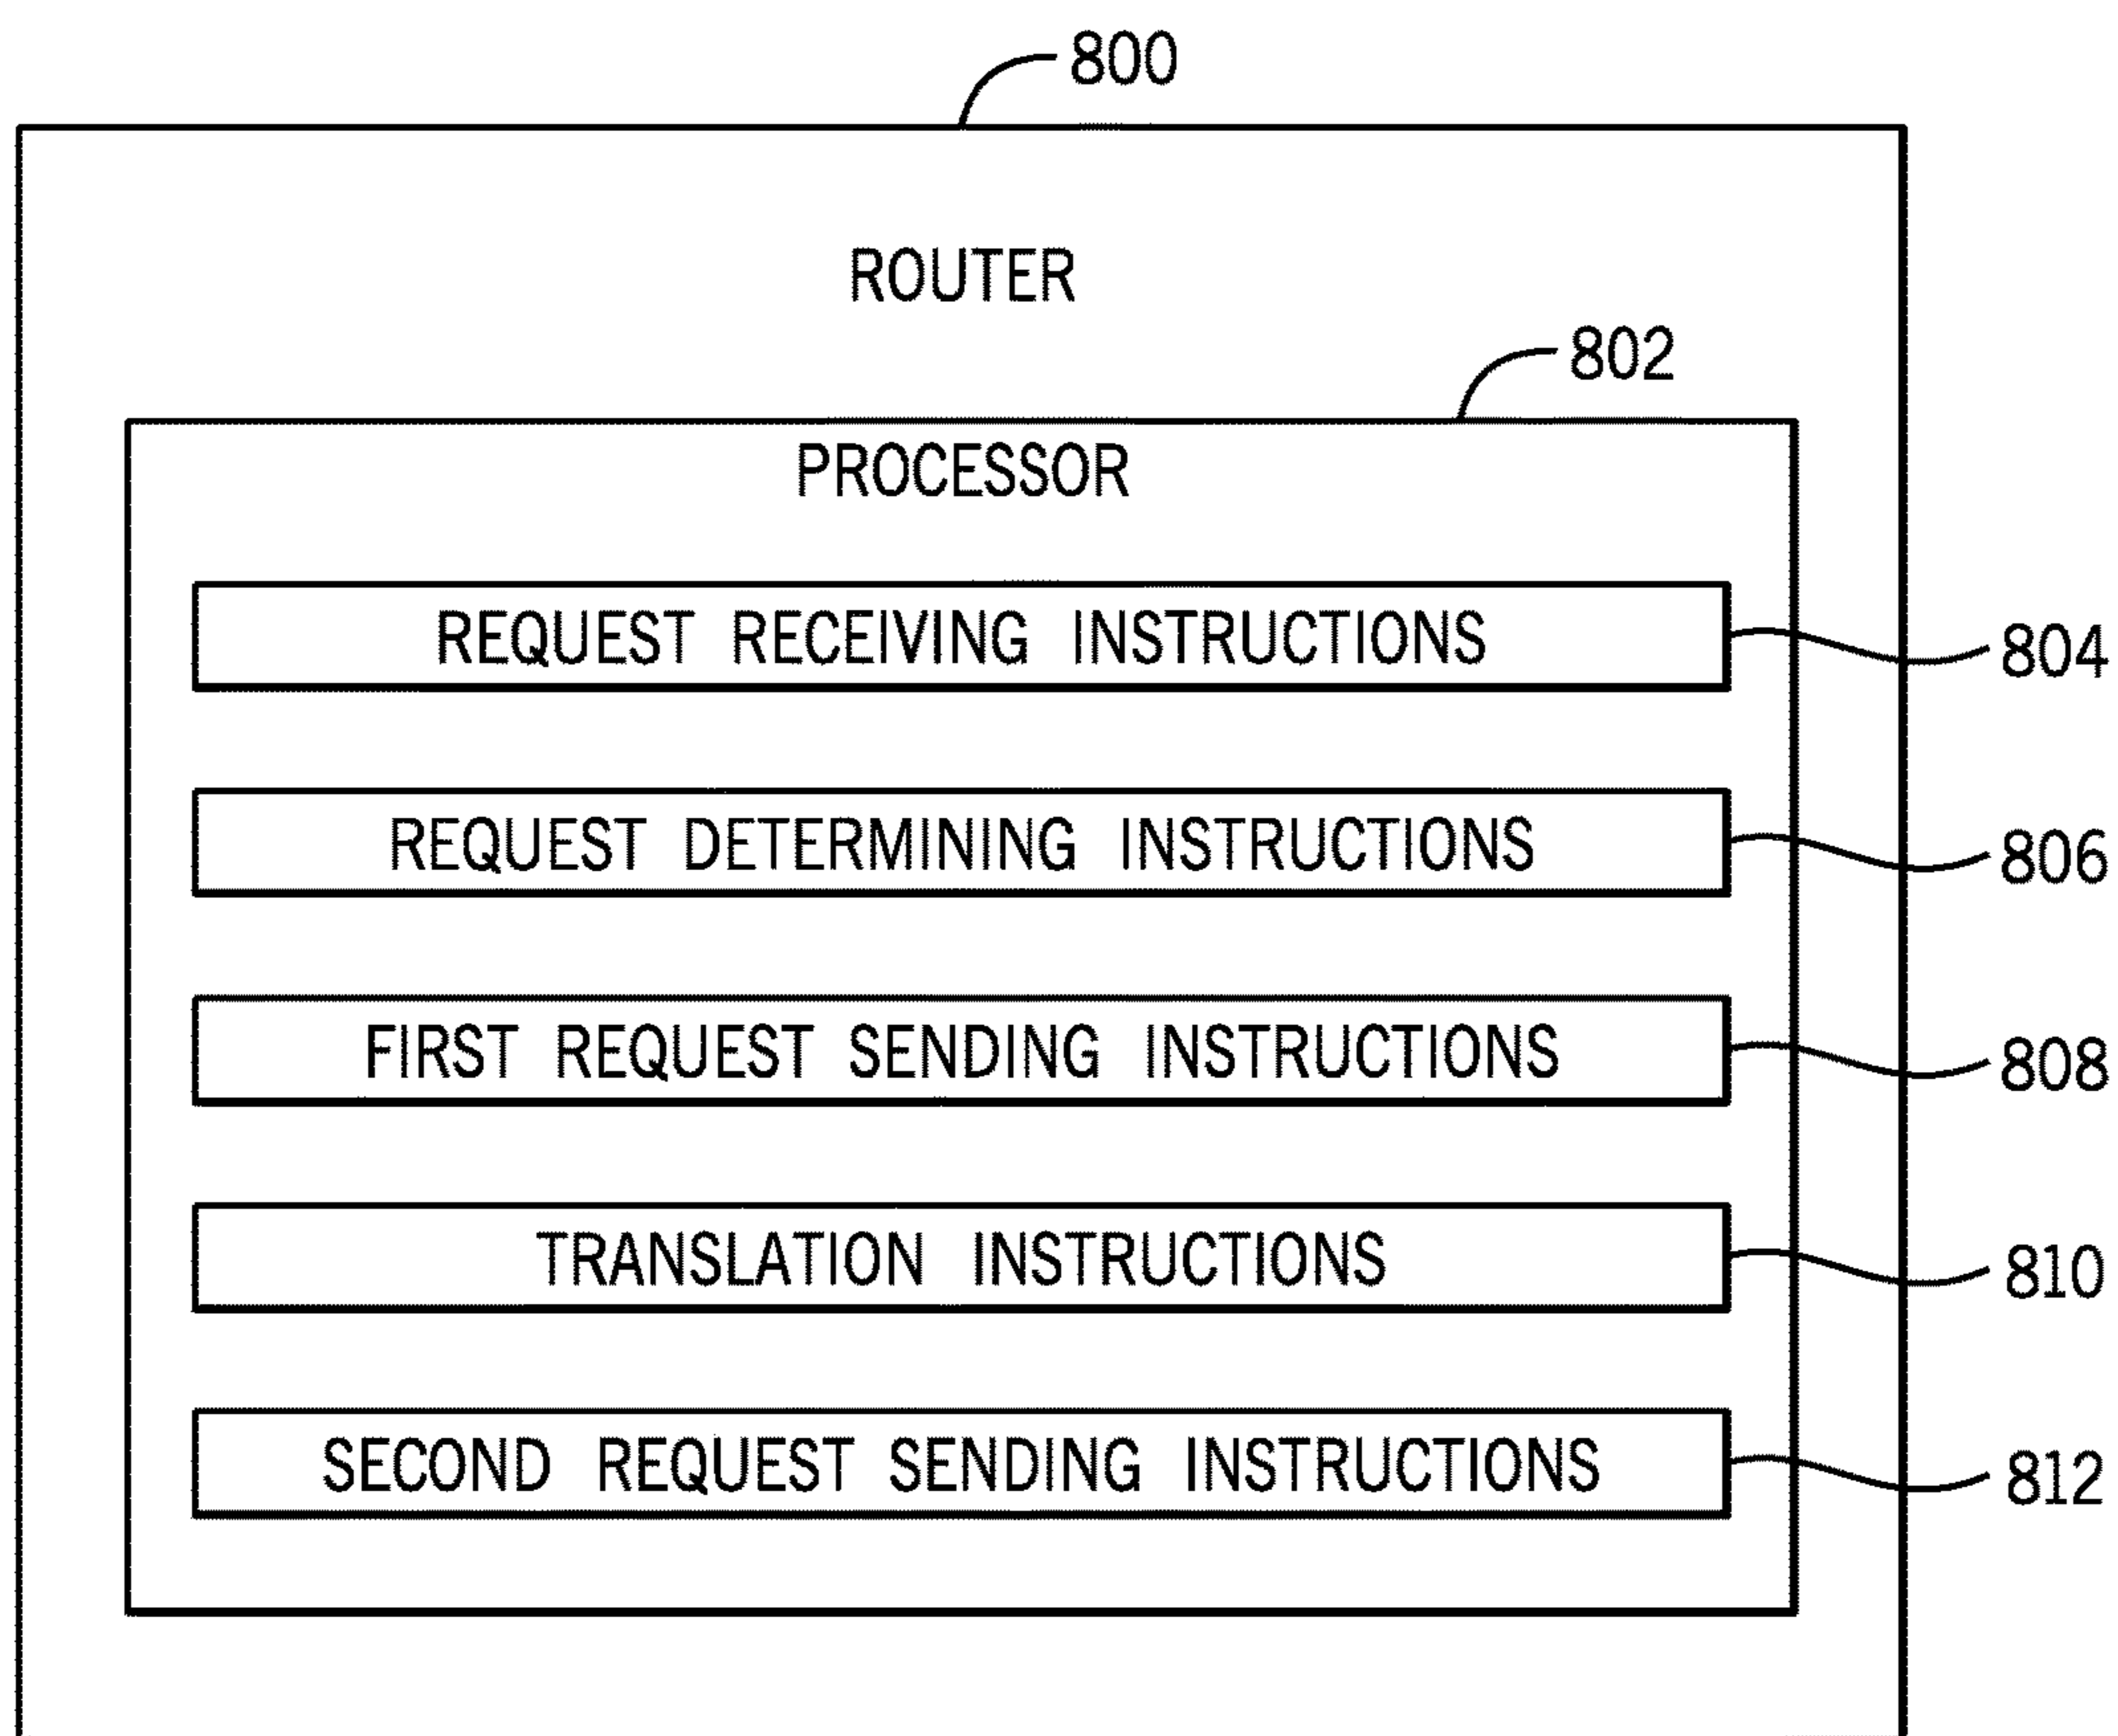 800
ROUTER
802
PROCESSOR
REQUEST RECEIVING INSTRUCTIONS
804
REQUEST DETERMINING INSTRUCTIONS
806
FIRST REQUEST SENDING INSTRUCTIONS
808
TRANSLATION INSTRUCTIONS
810
SECOND REQUEST SENDING INSTRUCTIONS
812